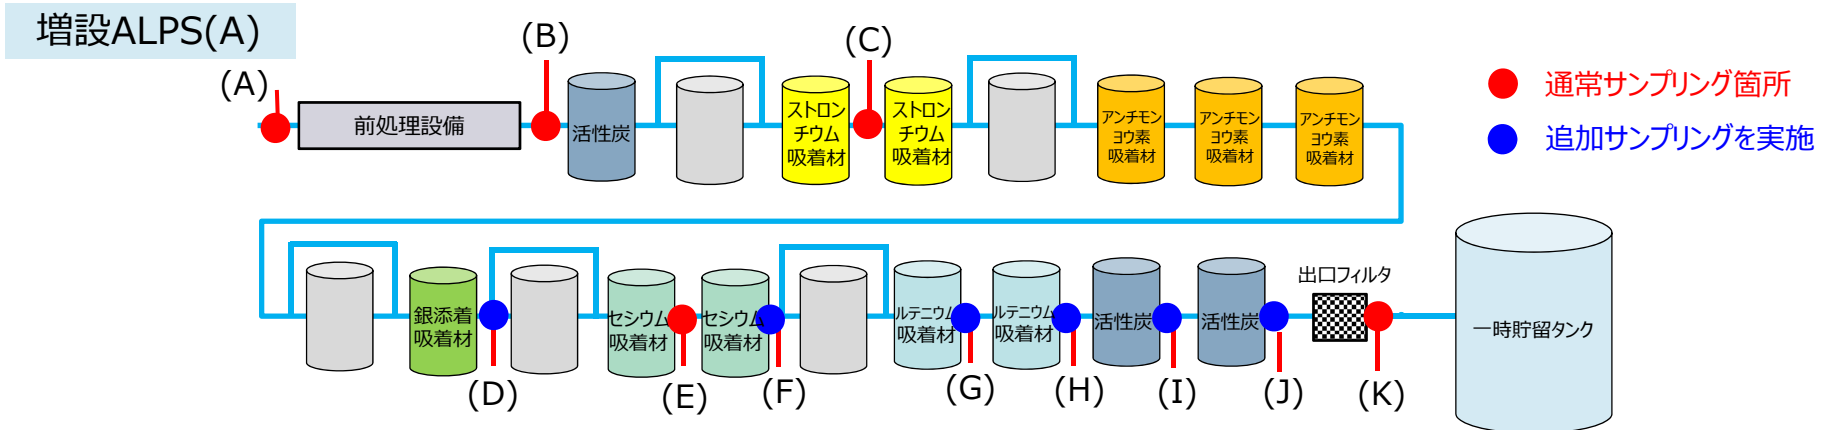 増設ALPS(A)
(A)
(B)
(C)
前処理設備
活性炭
ストロン
チウム
吸着材
ストロン
チウム
吸着材
アンチモン
ヨウ素
吸着材
アンチモン
ヨウ素
吸着材
アンチモン
ヨウ素
吸着材
通常サンプリング箇所
追加サンプリングを実施
銀添着
吸着材
セシウム
吸着材
セシウム
吸着材
ルテニウム
吸着材
ルテニウム
吸着材
活性炭
活性炭
出口フィルタ
一時貯留タンク
(D)
(E)
(F)
(G)
(H)
(I)
(J)
(K)